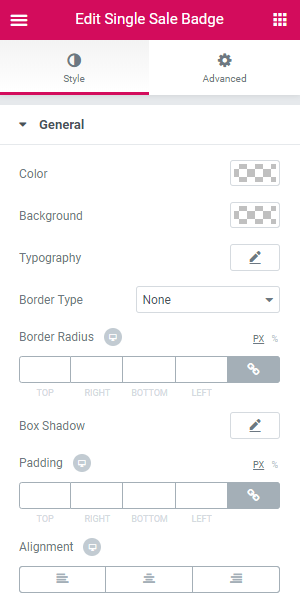 Edit Single Sale Badge
Style Advanced
General
Color
Background
Typography
Border Type None
Border Radius PX %
TOP RIGHT BOTTOM LEFT
Box Shadow
Padding PX %
TOP RIGHT BOTTOM LEFT
Alignment